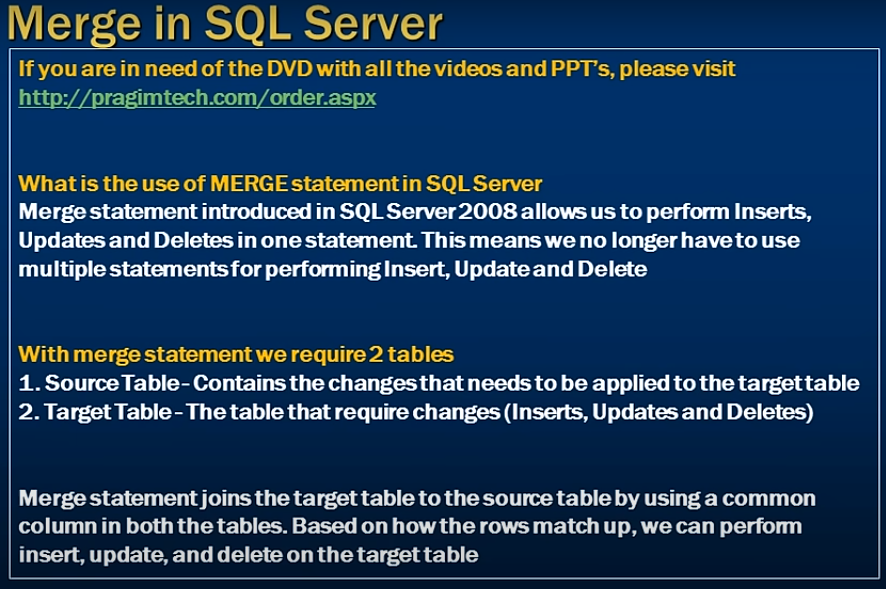 Merge in SQL Server
If you are in need of the DVD with all the videos and PPT's, please visit
http://pragimtech.com/order.aspx
What is the use of MERGE statement in SQL Server
Merge statement introduced in SQL Server 2008 allows us to perform Inserts,
Updates and Deletes in one statement. This means we no longer have to use
multiple statements for performing Insert, Update and Delete
With merge statement we require 2 tables
1. Source Table - Contains the changes that needs to be applied to the target table
2. Target Table - The table that require changes (Inserts, Updates and Deletes)
Merge statement joins the target table to the source table by using a common
column in both the tables. Based on how the rows match up, we can perform
insert, update, and delete on the target table